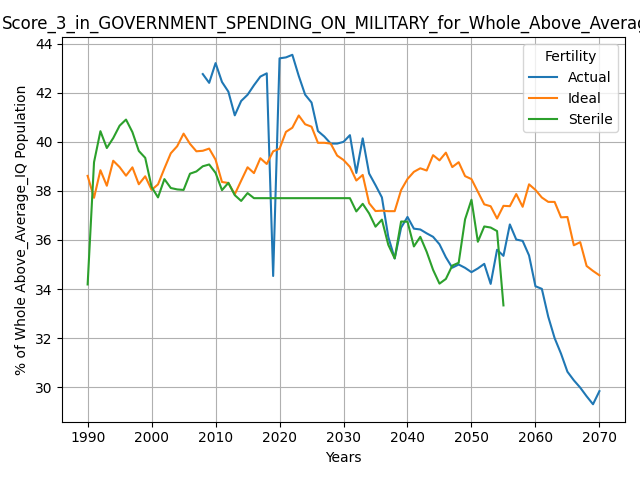 Score_3_in_GOVERNMENT_SPENDING_ON_MILITARY_for_Whole_Above_Averag
Fertility
Actual
Ideal
Sterile
% of Whole Above_Average_IQ Population
44
42
40
38
36
34
32
30
1990 2000 2010 2020 2030 2040 2050 2060 2070
Years